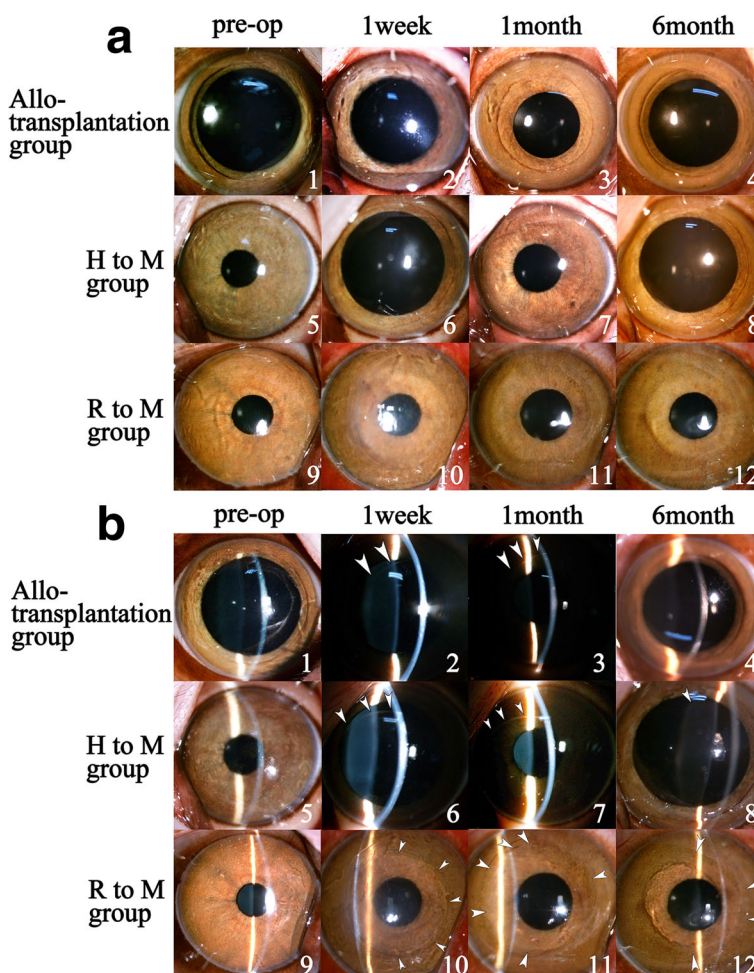 a
pre-op 1week 1month 6month
Allo-
transplantation
group
1 2 3 4
H to M
group
5 6 7 8
R to M
group
9 10 11 12
b
pre-op 1week 1month 6month
Allo-
transplantation
group
1 2 3 4
H to M
group
5 6 7 8
R to M
group
9 10 11 12